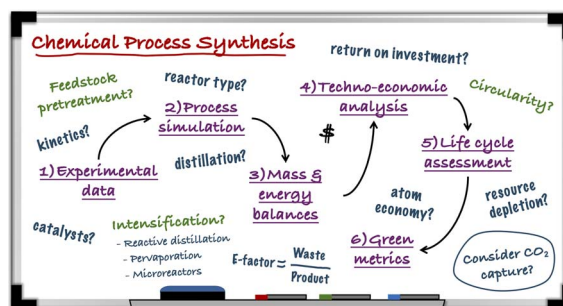 Chemical Process Synthesis
return on investment?
Feedstock
pretreatment?
reactor type?
4) Techno-economic
analysis
Circularity?
2) Process
simulation
kinetics?
$
5) Life cycle
assessment
1) Experimental
data
distillation?
3) Mass &
energy
balances
atom
economy?
resource
depletion?
catalysts?
Intensification?
- Reactive distillation
- Pervaporation
- Microreactors
E-factor = Waste
Product
6) Green
metrics
Consider CO₂
capture?